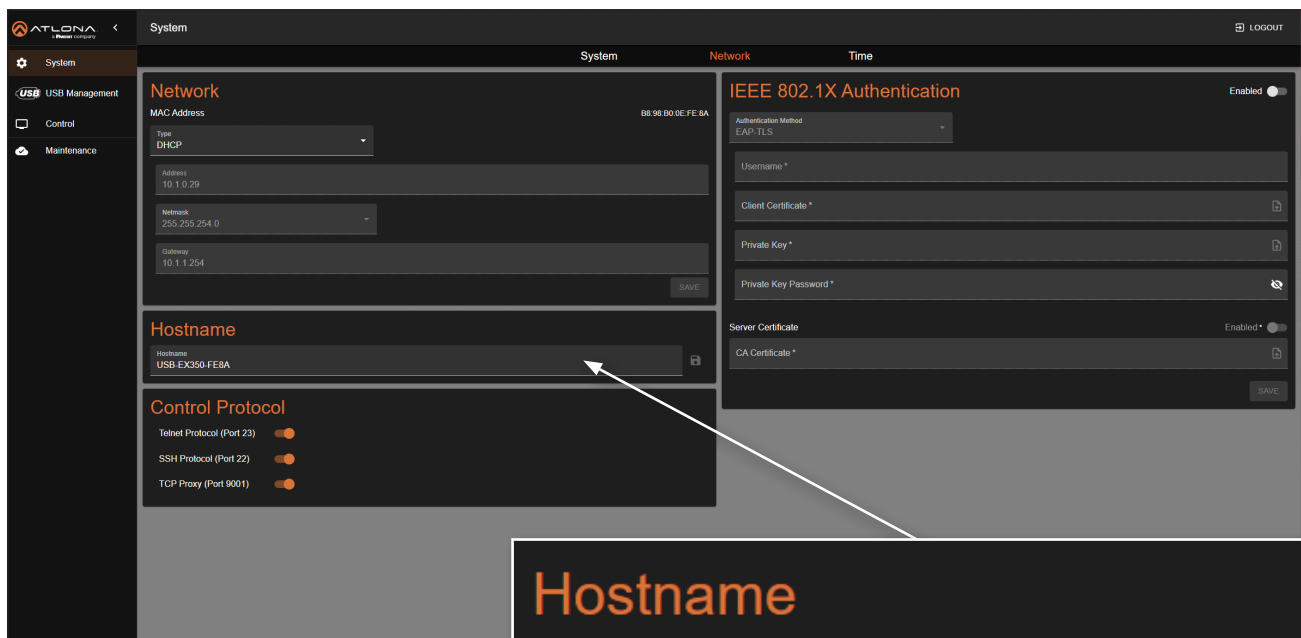 ATLONA
a Panduit company
System
LOGOUT
System
Network
Time
System
USB USB Management
Control
Maintenance
Network
MAC Address
B8:98:B0:0E:FE:8A
Type
DHCP
Address
10.1.0.29
Netmask
255.255.254.0
Gateway
10.1.1.254
SAVE
Hostname
Hostname
USB-EX350-FE8A
Control Protocol
Telnet Protocol (Port 23)
SSH Protocol (Port 22)
TCP Proxy (Port 9001)
IEEE 802.1X Authentication
Enabled
Authentication Method
EAP-TLS
Username *
Client Certificate *
Private Key *
Private Key Password *
Server Certificate
Enabled *
CA Certificate *
SAVE
Hostname